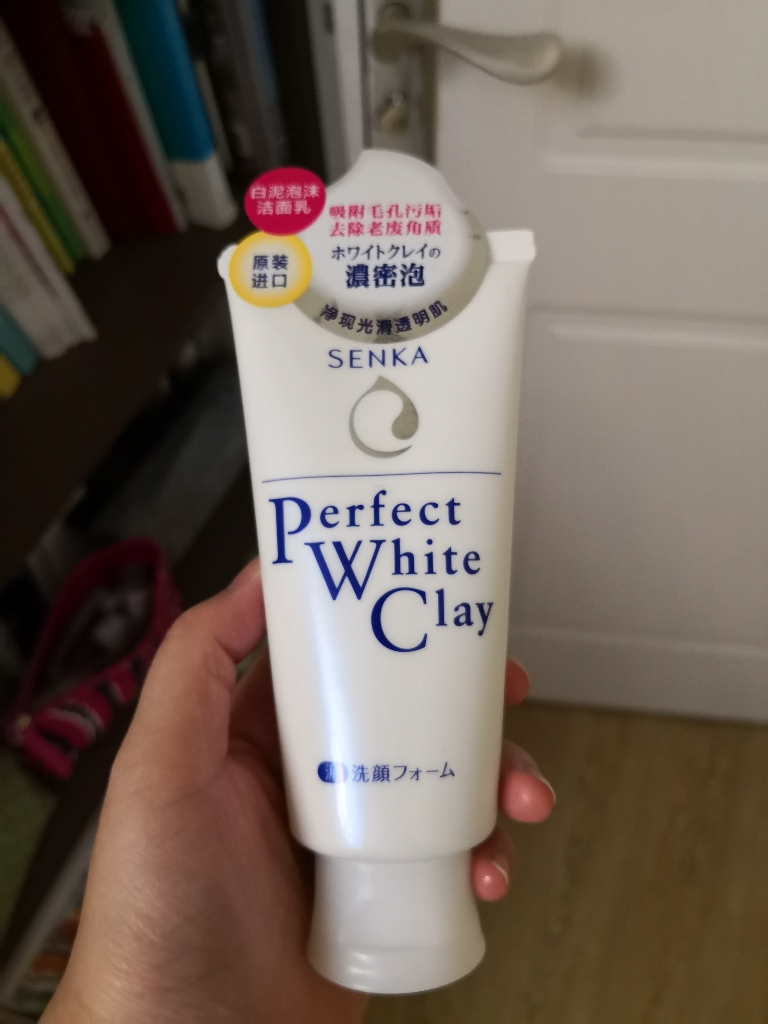 白泥泡沫
洁面乳
原装
进口
吸附毛孔污垢
去除老废角质
ホワイトクレイの
濃密泡
净现光滑透明肌
SENKA
Perfect
White
Clay
洗顔フォーム